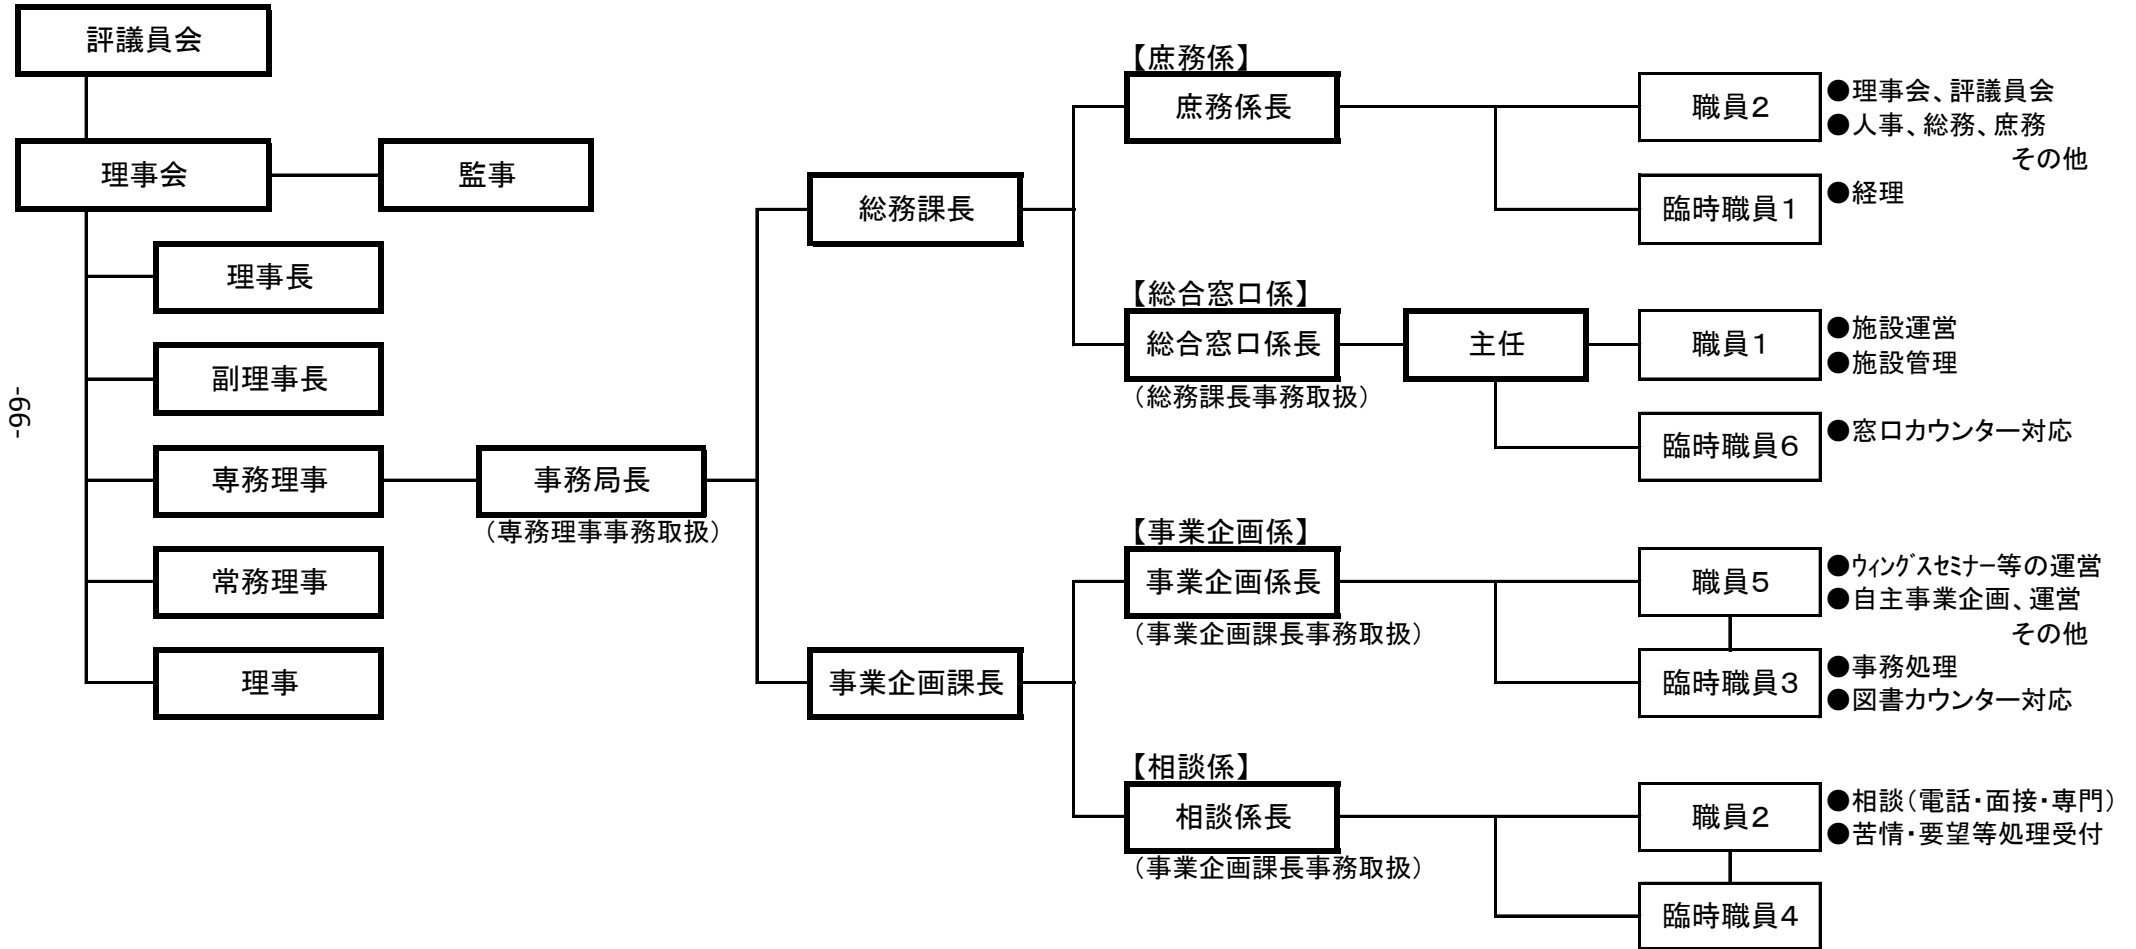 評議員会
理事会
監事
理事長
副理事長
専務理事
常務理事
理事
-99-
事務局長
（専務理事事務取扱）
総務課長
事業企画課長
【庶務係】
庶務係長
職員２
●理事会、評議員会
●人事、総務、庶務
その他
臨時職員１
●経理
【総合窓口係】
総合窓口係長
（総務課長事務取扱）
主任
職員１
●施設運営
●施設管理
臨時職員６
●窓口カウンター対応
【事業企画係】
事業企画係長
（事業企画課長事務取扱）
職員５
●ｳｨﾝｸﾞｽｾﾐﾅｰ等の運営
●自主事業企画、運営
その他
臨時職員３
●事務処理
●図書カウンター対応
【相談係】
相談係長
（事業企画課長事務取扱）
職員２
●相談（電話・面接・専門）
●苦情・要望等処理受付
臨時職員４